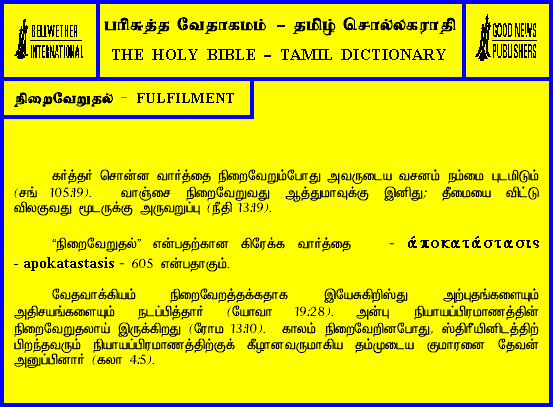 BELLWETHER
INTERNATIONAL
பரிசுத்த வேதாகமம் – தமிழ் சொல்லகராதி
THE HOLY BIBLE – TAMIL DICTIONARY
GOOD NEWS
PUBLISHERS
நிறைவேறுதல் – FULFILMENT
கர்த்தர் சொன்ன வார்த்தை நிறைவேறும்போது அவருடைய வசனம் நம்மை புடமிடும்
(சங் 105:19). வாஞ்சை நிறைவேறுவது ஆத்துமாவுக்கு இனிது; தீமையை விட்டு
விலகுவது மூடருக்கு அருவறுப்பு (நீதி 13:19).
“நிறைவேறுதல்” என்பதற்கான கிரேக்க வார்த்தை - άποκατάστασις
- apokatastasis - 605 என்பதாகும்.
வேதவாக்கியம் நிறைவேறத்தக்கதாக இயேசுகிறிஸ்து அற்புதங்களையும்
அதிசயங்களையும் நடப்பித்தார் (யோவா 19:28). அன்பு நியாயப்பிரமாணத்தின்
நிறைவேறுதலாய் இருக்கிறது (ரோம 13:10). காலம் நிறைவேறினபோது, ஸ்திரீயினிடத்திற்
பிறந்தவரும் நியாயப்பிரமாணத்திற்குக் கீழானவருமாகிய தம்முடைய குமாரனை தேவன்
அனுப்பினார் (கலா 4:5).